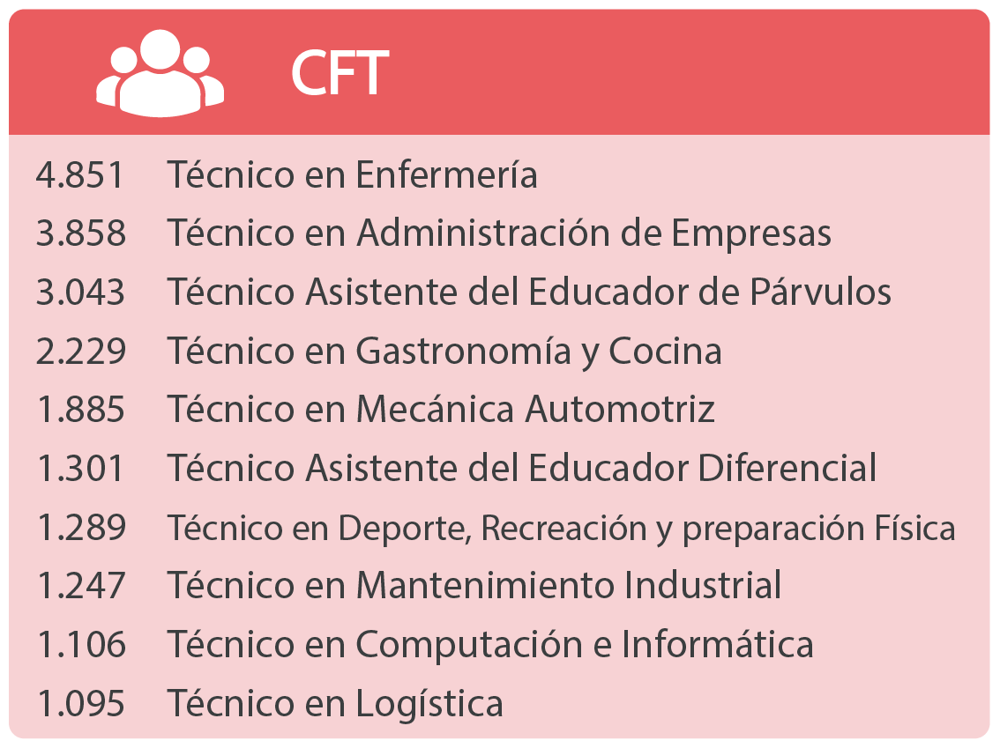 CFT
4.851 Técnico en Enfermería
3.858 Técnico en Administración de Empresas
3.043 Técnico Asistente del Educador de Párvulos
2.229 Técnico en Gastronomía y Cocina
1.885 Técnico en Mecánica Automotriz
1.301 Técnico Asistente del Educador Diferencial
1.289 Técnico en Deporte, Recreación y preparación Física
1.247 Técnico en Mantenimiento Industrial
1.106 Técnico en Computación e Informática
1.095 Técnico en Logística